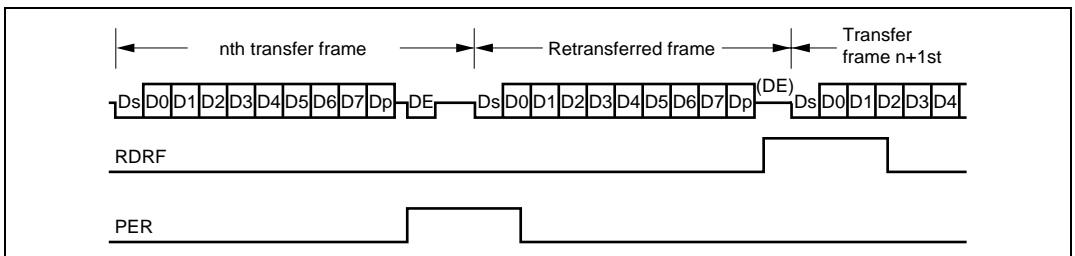 nth transfer frame
Retransferred frame
Transfer
frame n+1st
Ds D0 D1 D2 D3 D4 D5 D6 D7 Dp DE Ds D0 D1 D2 D3 D4 D5 D6 D7 Dp (DE) Ds D0 D1 D2 D3 D4
RDRF
PER